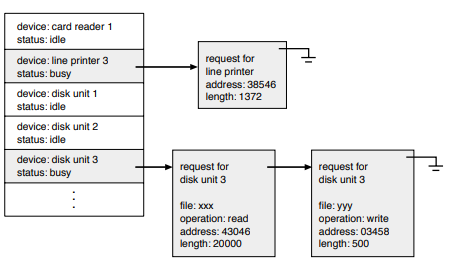 device: card reader 1
status: idle
device: line printer 3
status: busy
device: disk unit 1
status: idle
device: disk unit 2
status: idle
device: disk unit 3
status: busy
request for
line printer
address: 38546
length: 1372
request for
disk unit 3
file: xxx
operation: read
address: 43046
length: 20000
request for
disk unit 3
file: yyy
operation: write
address: 03458
length: 500